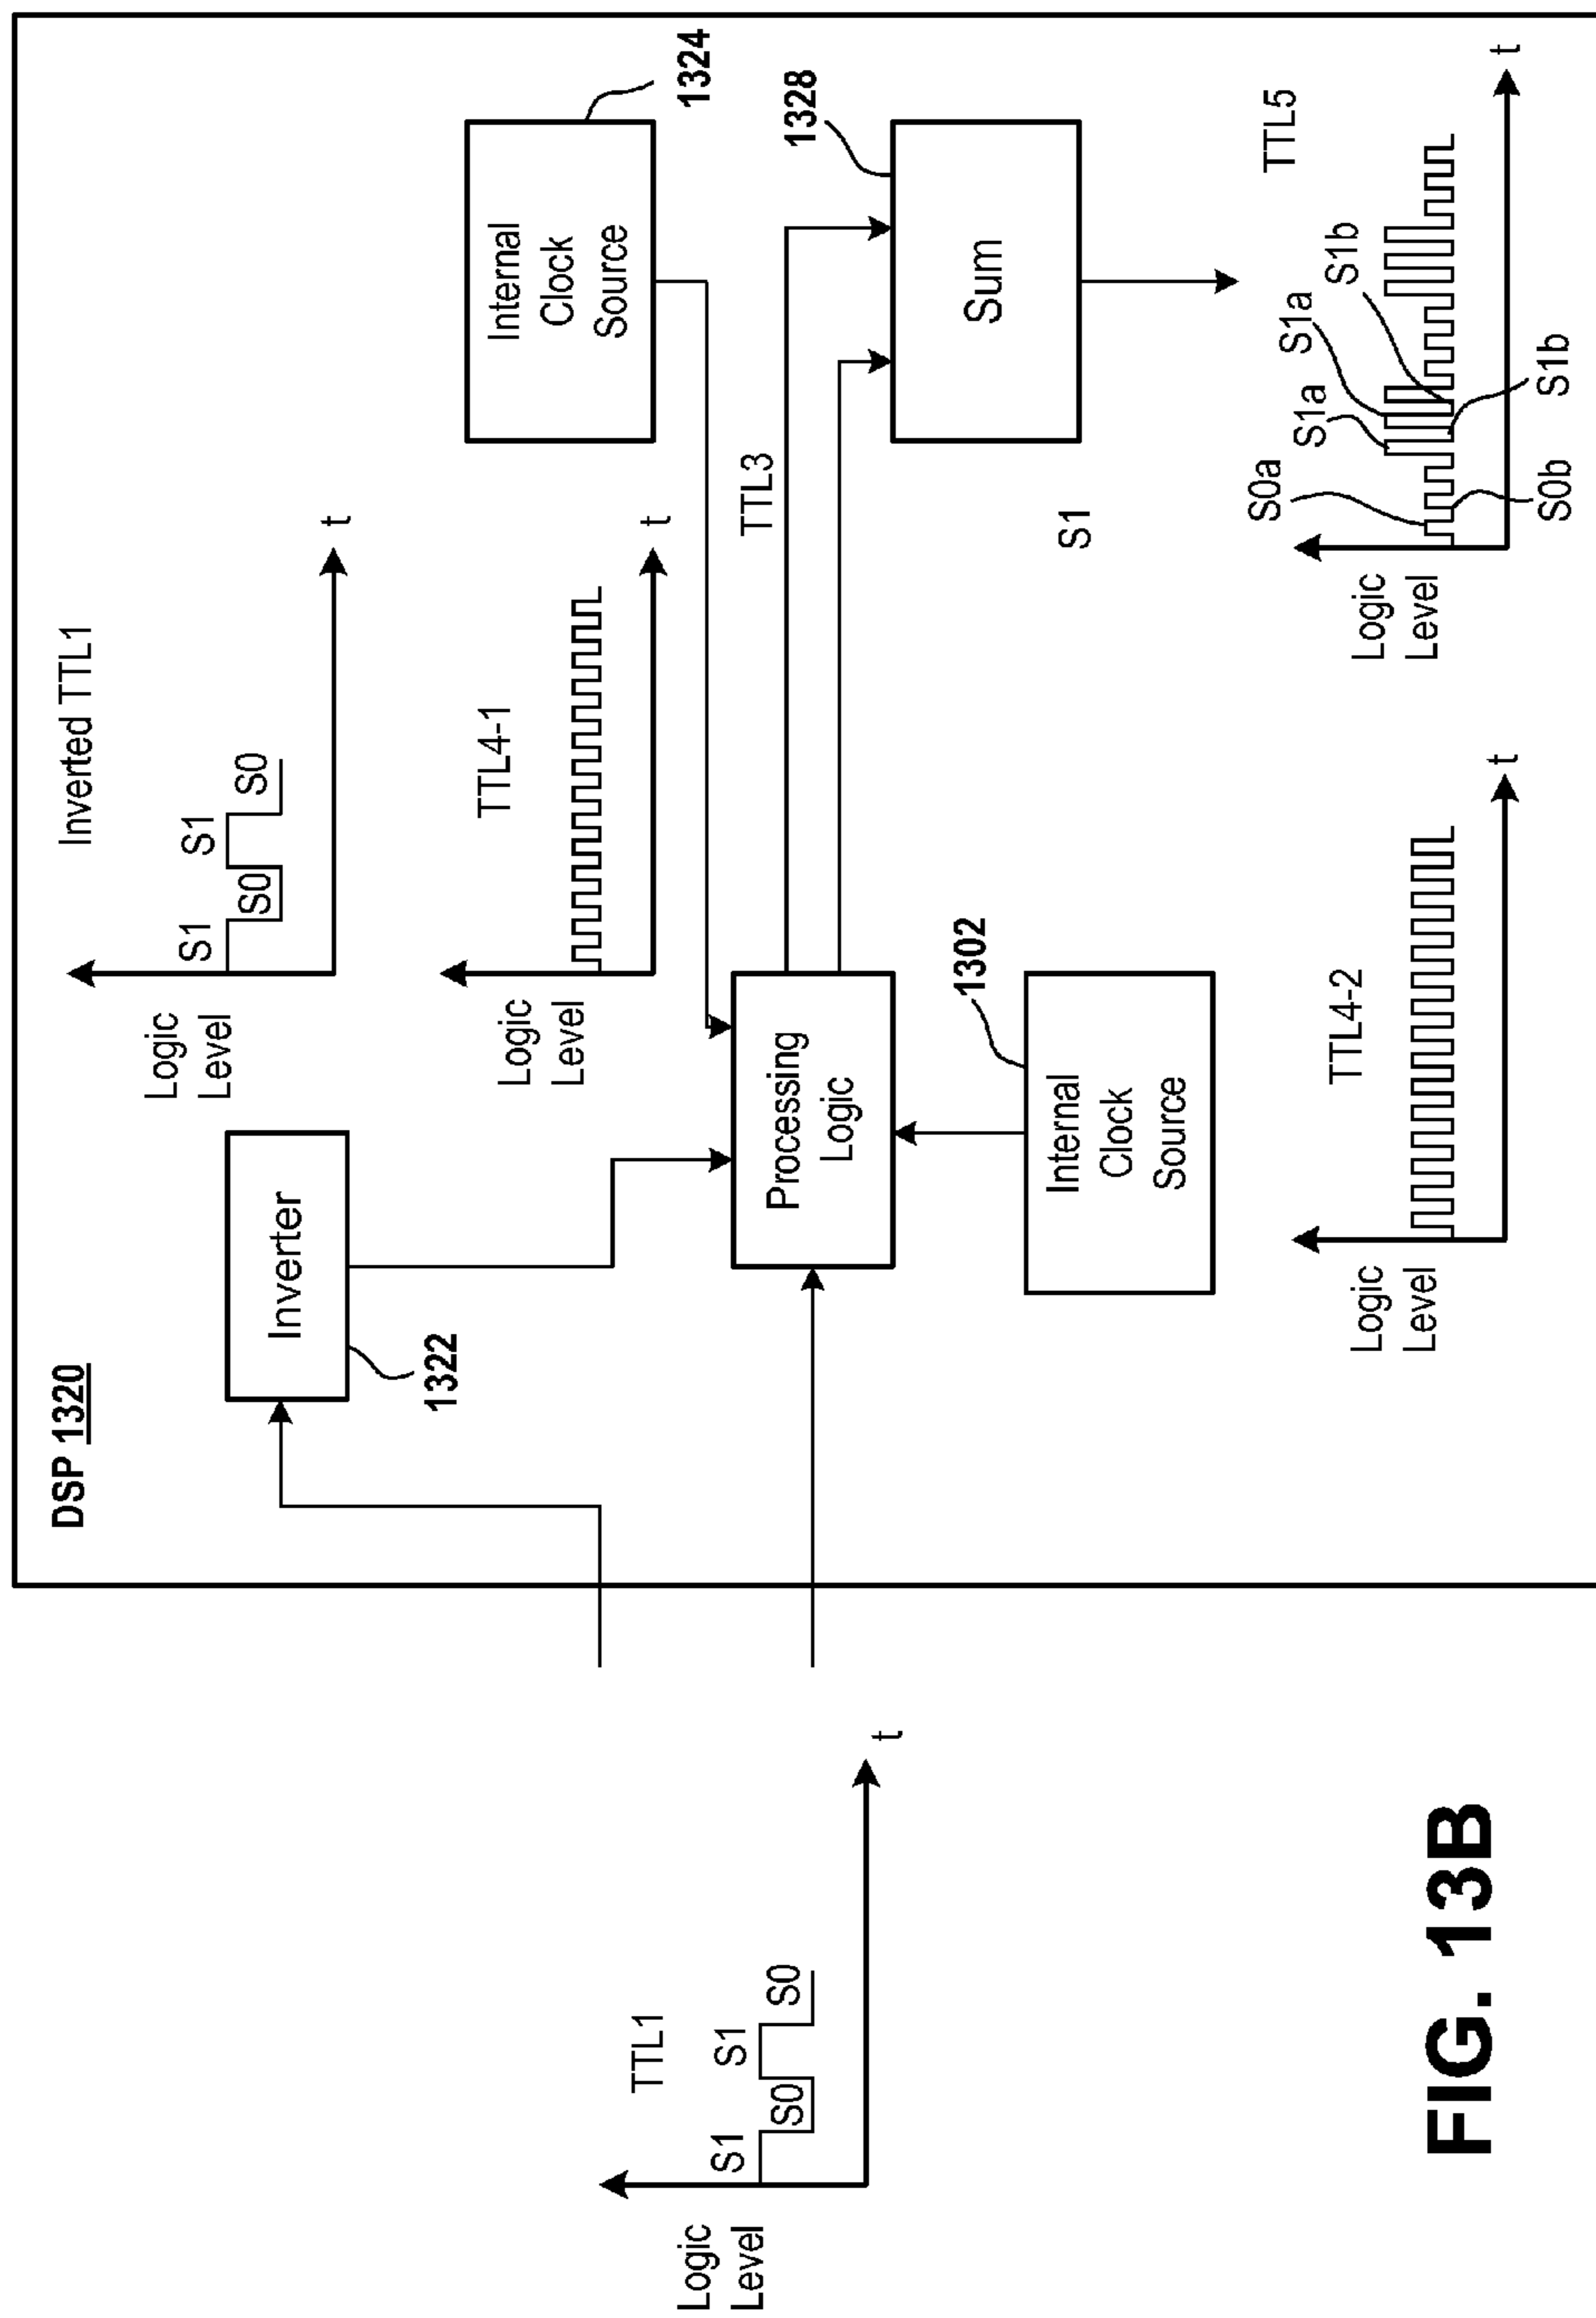 DSP 1320
Inverter
1322
Logic
Level
S1
S0
S1
S0
Inverted TTL1
t
Logic
Level
TTL4-1
t
Internal
Clock
Source
1324
TTL1
Logic
Level
S1
S0
S1
S0
t
Processing
Logic
TTL3
1328
Sum
S1
1302
Internal
Clock
Source
Logic
Level
TTL4-2
t
Logic
Level
S0a
S1a
S1a
S1b
TTL5
S0b
S1b
t
FIG. 13B